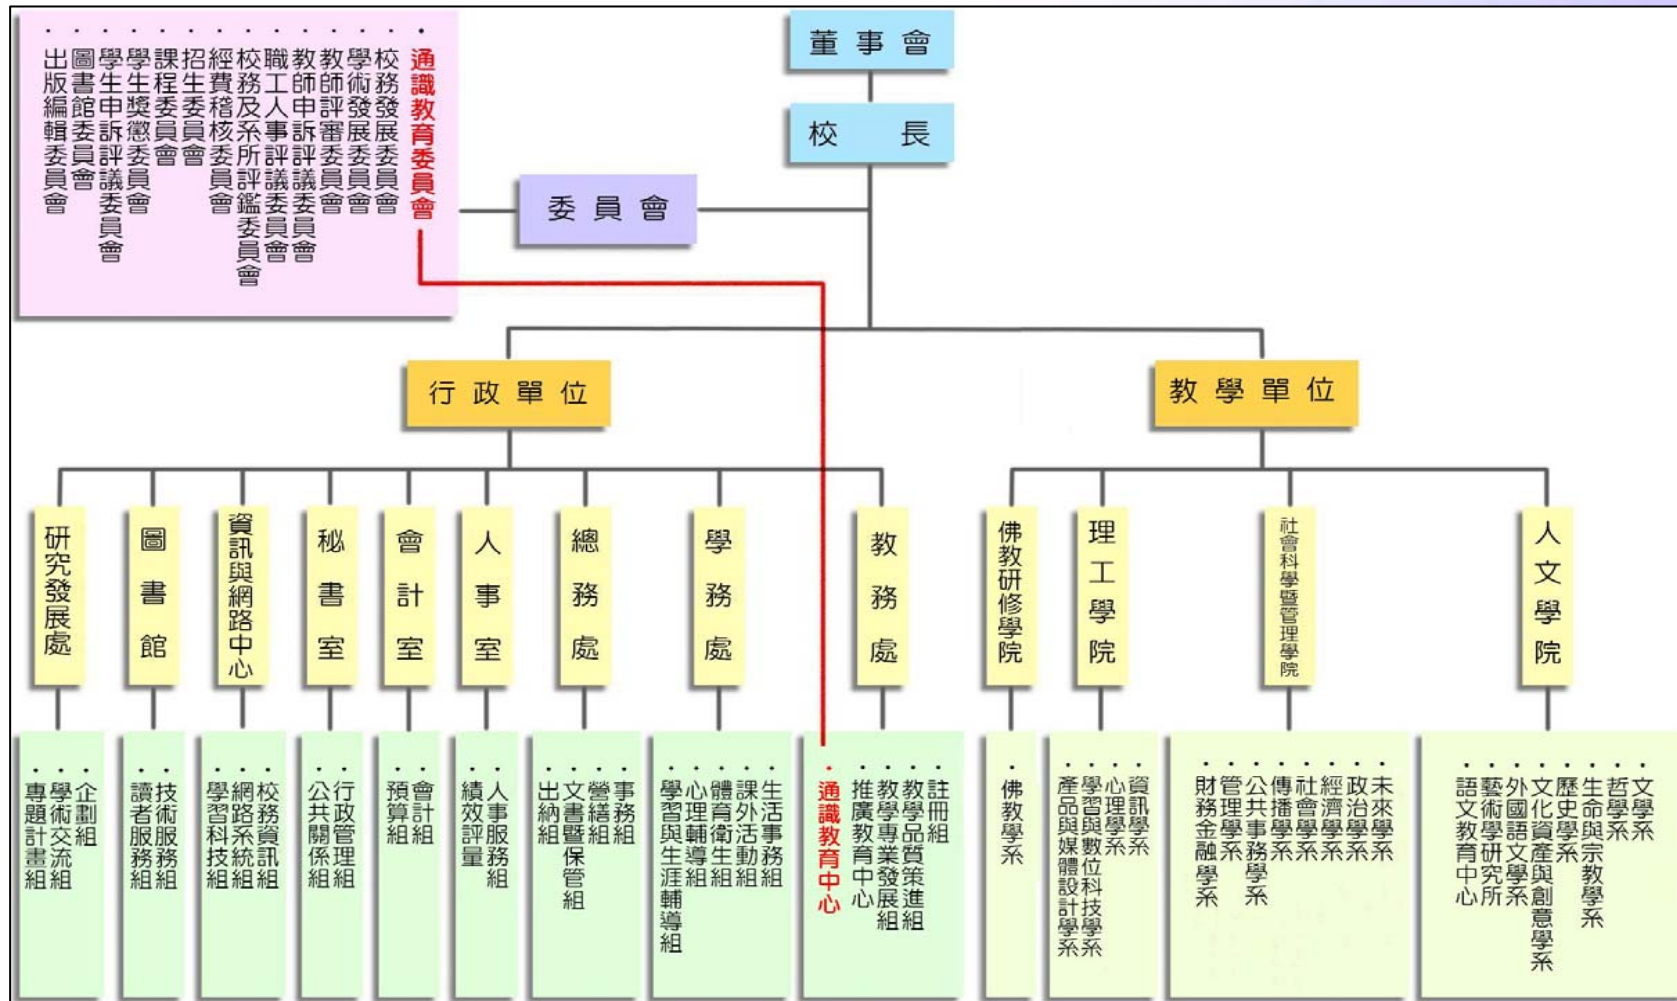 董事會
校長
委員會
・通識教育委員會
・校務發展委員會
・學術發展委員會
・教師評審委員會
・教師申訴評議委員會
・職工人事評議委員會
・校務及系所評鑑委員會
・經費稽核委員會
・招生委員會
・課程委員會
・學生獎懲委員會
・學生申訴評議委員會
・圖書館委員會
・出版編輯委員會
行政單位
教學單位
研究發展處
圖書館
資訊與網路中心
秘書室
會計室
人事室
總務處
學務處
教務處
佛教研修學院
理工學院
社會科學暨管理學院
人文學院
・企劃組
・學術交流組
・專題計畫組
・技術服務組
・讀者服務組
・校務資訊組
・網路系統組
・學習科技組
・行政管理組
・公共關係組
・會計組
・預算組
・人事服務組
・績效評量
・事務組
・營繕組
・文書暨保管組
・出納組
・生活事務組
・課外活動組
・體育衛生組
・心理輔導組
・學習與生涯輔導組
・註冊組
・教學品質策進組
・教學專業發展組
・推廣教育中心
・通識教育中心
・佛教學系
・資訊學系
・心理學系
・學習與數位科技學系
・產品與媒體設計學系
・未來學系
・政治學系
・經濟學系
・社會學系
・傳播學系
・公共事務學系
・管理學系
・財務金融學系
・文學系
・哲學系
・生命與宗教學系
・歷史學系
・文化資產與創意學系
・外國語文學系
・藝術學研究所
・語文教育中心